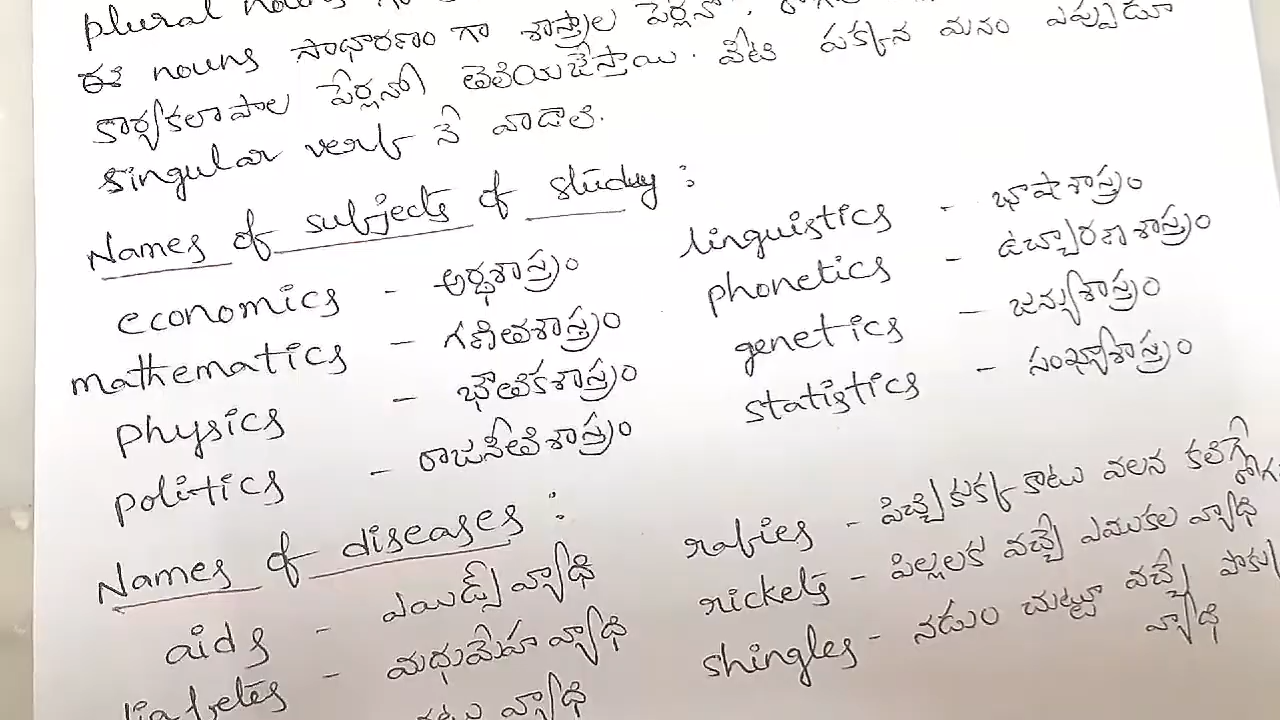 plural nouns
ఈ nouns సాధారణం గా శాస్త్రాల పేర్లనో,
కార్యకలాపాల పేర్లనో తెలియజేస్తాయి. వీటి పక్కన మనం ఎప్పుడూ
singular verb నే వాడాలి.
Names of subjects of study :
economics - అర్థశాస్త్రం
mathematics - గణితశాస్త్రం
physics - భౌతికశాస్త్రం
politics - రాజనీతిశాస్త్రం
linguistics - భాషాశాస్త్రం
phonetics - ఉచ్చారణ శాస్త్రం
genetics - జన్యుశాస్త్రం
statistics - సంఖ్యాశాస్త్రం
Names of diseases :
aids - ఎయిడ్స్ వ్యాధి
diabetes - మధుమేహ వ్యాధి
వ్యాధి
rabies - పిచ్చికుక్క కాటు వలన కలిగే
rickets - పిల్లలకి వచ్చే ఎముకల వ్యాధి
shingles - నడుం చుట్టూ వచ్చే
వ్యాధి